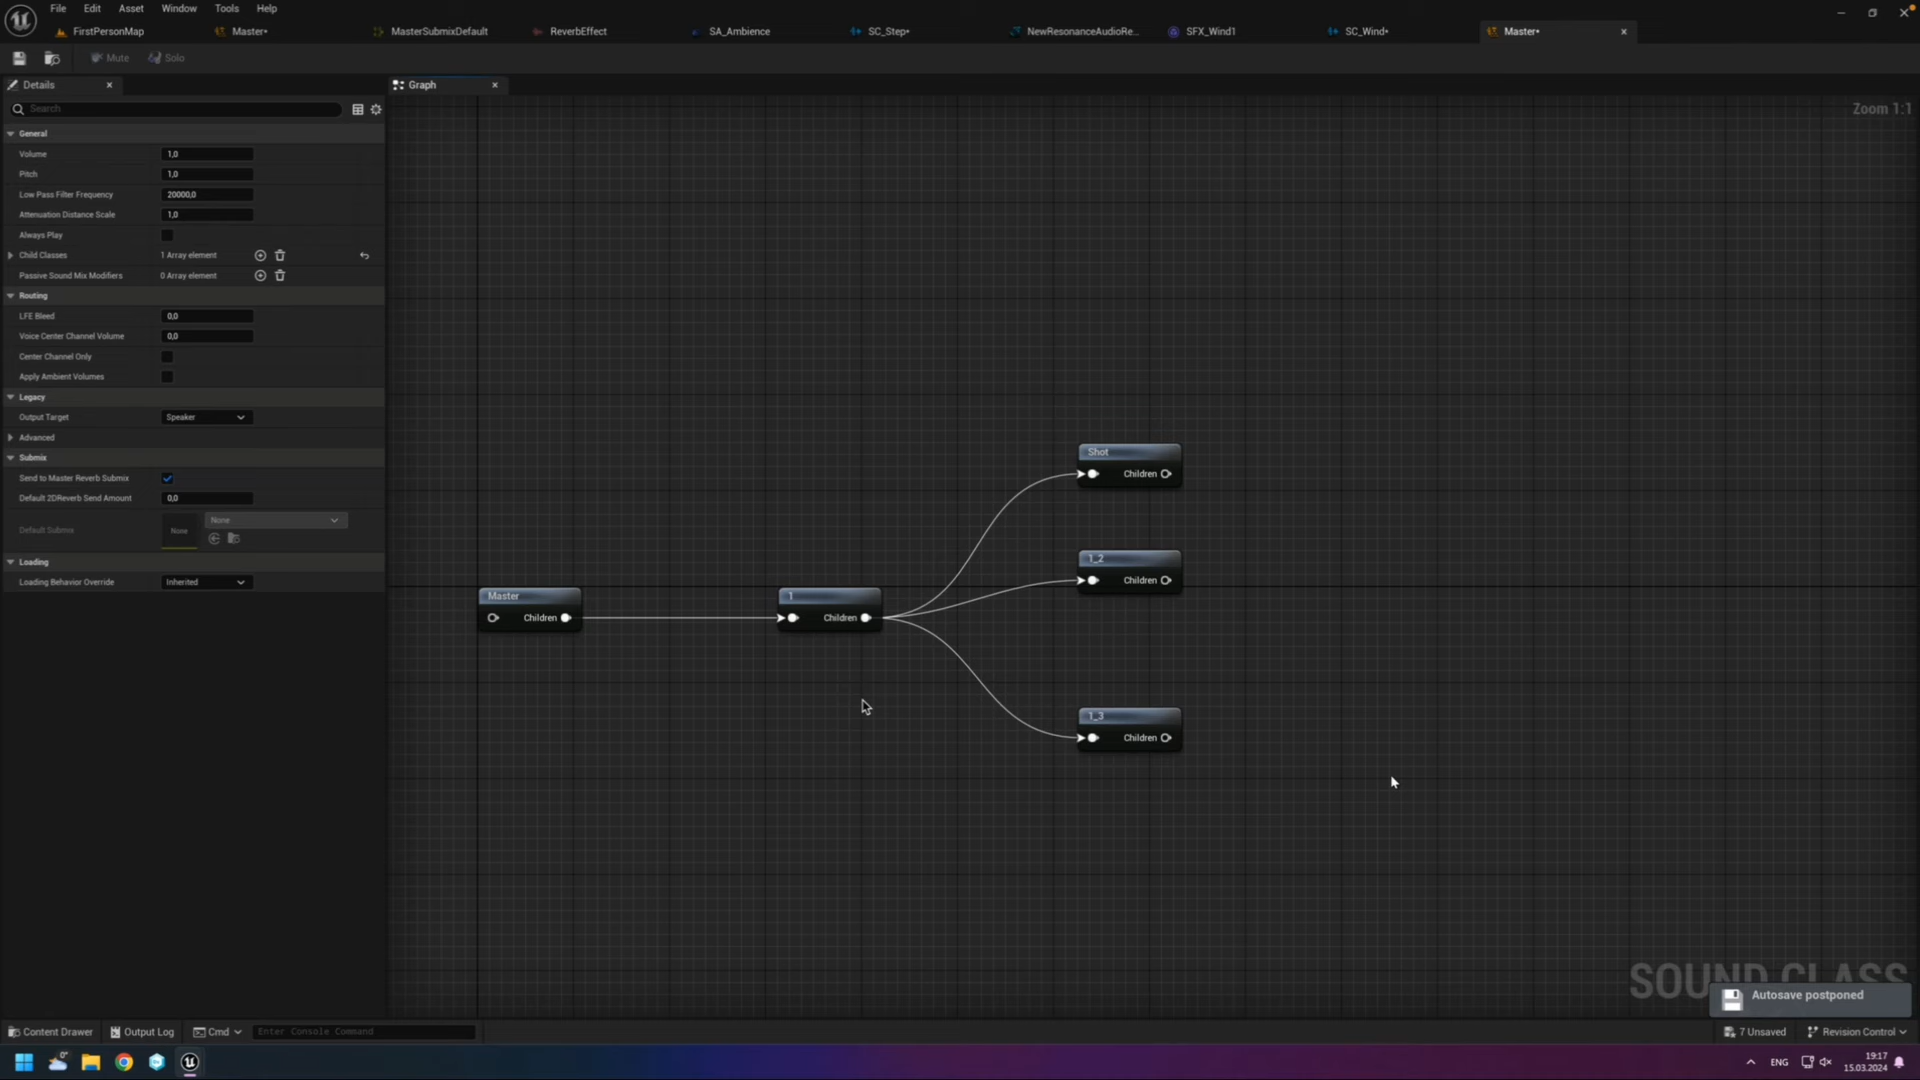 File Edit Asset Window Tools Help
FirstPersonMap Master* MasterSubmixDefault ReverbEffect SA_Ambience SC_Step* NewResonanceAudioRe... SFX_Wind1 SC_Wind* Master*
Mute Solo
Details Graph
Search
Zoom 1:1
General
Volume 1,0
Pitch 1,0
Low Pass Filter Frequency 20000,0
Attenuation Distance Scale 1,0
Always Play
Child Classes 1 Array element
Passive Sound Mix Modifiers 0 Array element
Routing
LFE Bleed 0,0
Voice Center Channel Volume 0,0
Center Channel Only
Apply Ambient Volumes
Legacy
Output Target Speaker
Advanced
Submix
Send to Master Reverb Submix
Default 2DReverb Send Amount 0,0
Default Submix None None
Loading
Loading Behavior Override Inherited
Shot
Children
1_2
Children
Master
Children
1
Children
1_3
Children
SOUND CLASS
Autosave postponed
Content Drawer Output Log Cmd Enter Console Command 7 Unsaved Revision Control
0°
ENG
19:17
15.03.2024